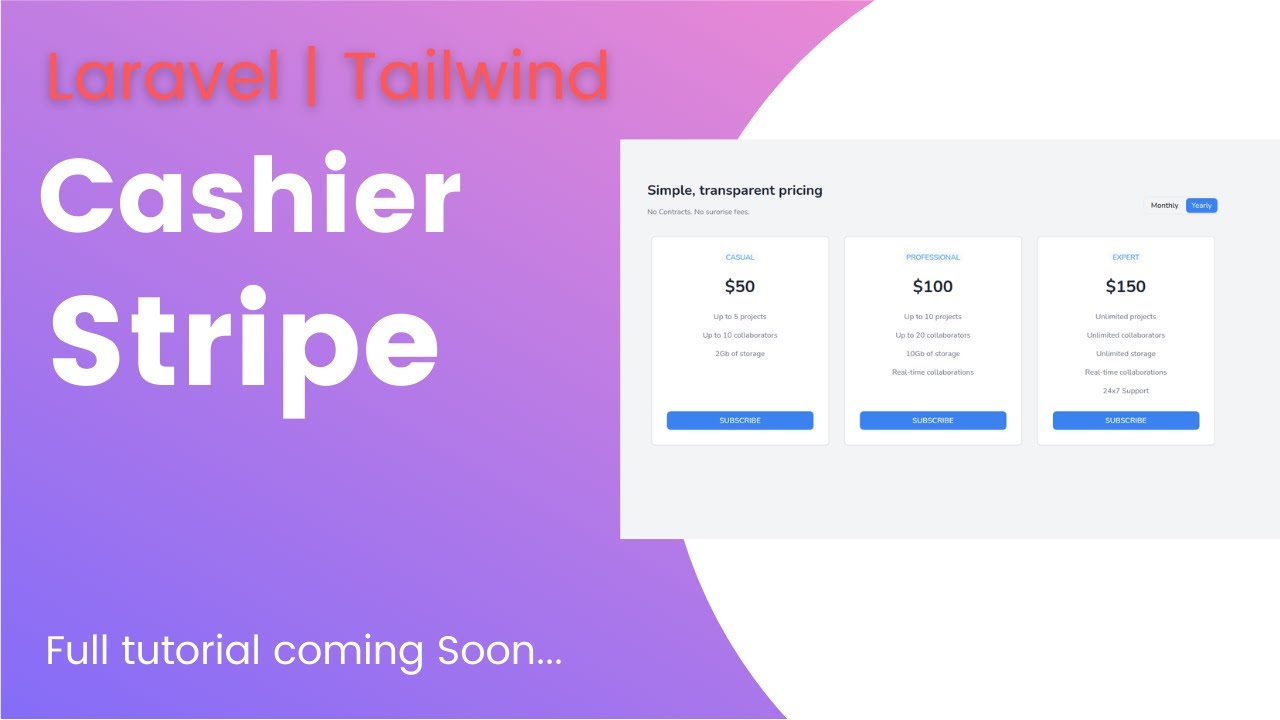 Laravel | Tailwind
Cashier
Stripe
Full tutorial coming Soon...
Simple, transparent pricing
No Contracts. No surorise fees.
Monthly Yearly
CASUAL
$50
Up to 5 projects
Up to 10 collaborators
2Gb of storage
SUBSCRIBE
PROFESSIONAL
$100
Up to 10 projects
Up to 20 collaborators
10Gb of storage
Real-time collaborations
SUBSCRIBE
EXPERT
$150
Unlimited projects
Unlimited collaborators
Unlimited storage
Real-time collaborations
24x7 Support
SUBSCRIBE